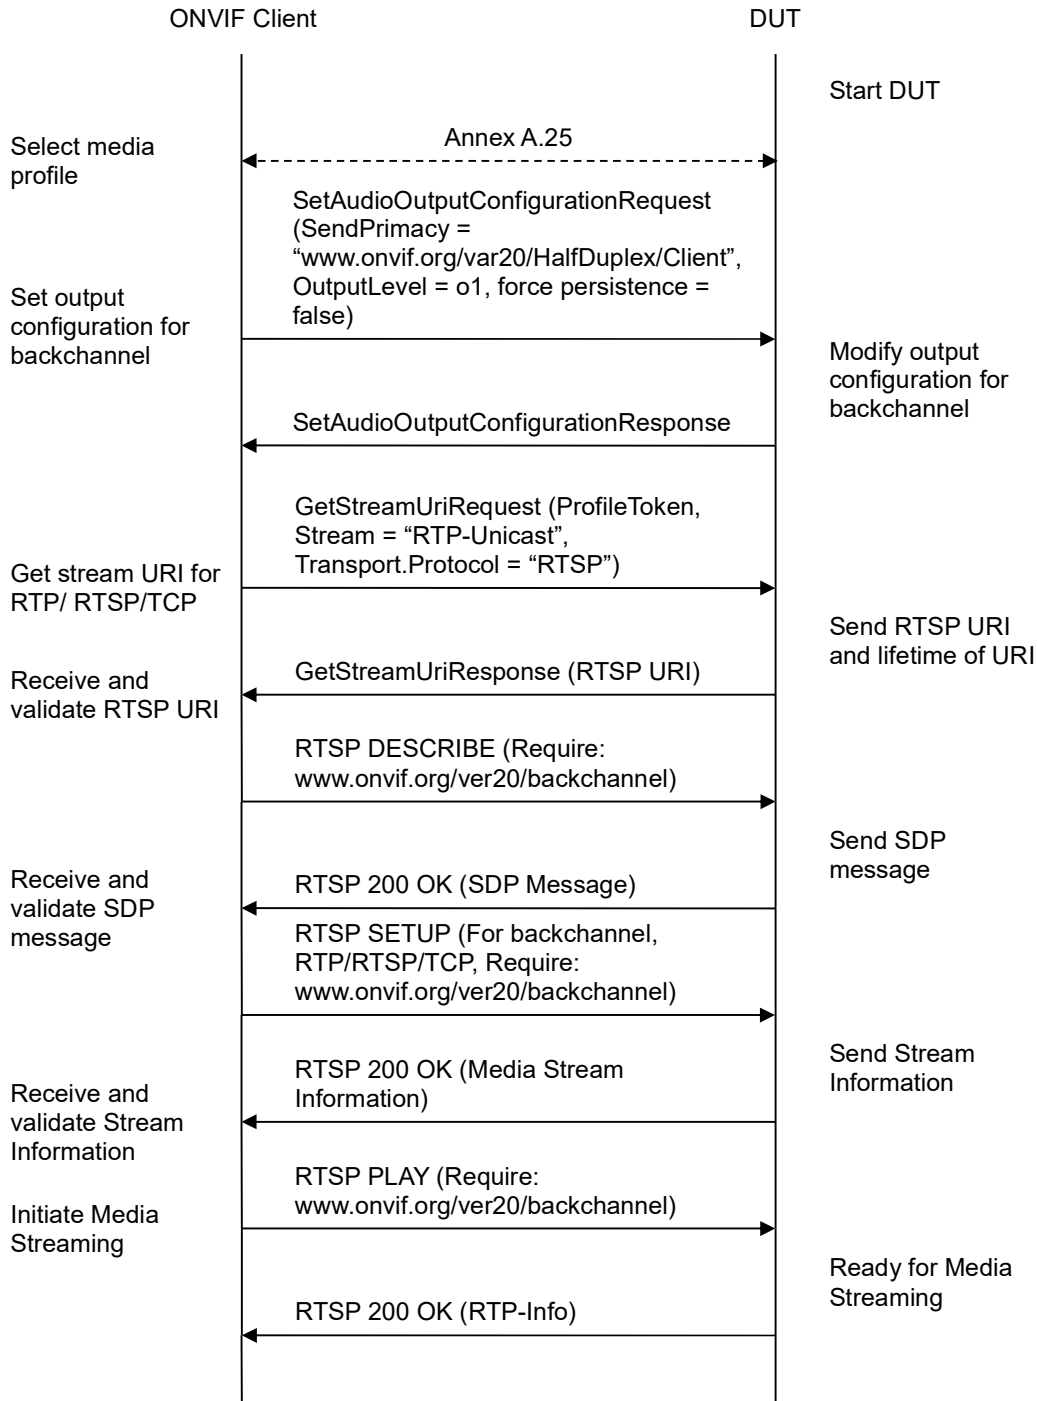 ONVIF Client
DUT
Start DUT
Annex A.25
Select media
profile
SetAudioOutputConfigurationRequest
(SendPrimacy =
“www.onvif.org/var20/HalfDuplex/Client”,
OutputLevel = o1, force persistence =
false)
Set output
configuration for
backchannel
Modify output
configuration for
backchannel
SetAudioOutputConfigurationResponse
GetStreamUriRequest (ProfileToken,
Stream = “RTP-Unicast”,
Transport.Protocol = “RTSP”)
Get stream URI for
RTP/ RTSP/TCP
Send RTSP URI
and lifetime of URI
GetStreamUriResponse (RTSP URI)
Receive and
validate RTSP URI
RTSP DESCRIBE (Require:
www.onvif.org/ver20/backchannel)
Send SDP
message
RTSP 200 OK (SDP Message)
Receive and
validate SDP
message
RTSP SETUP (For backchannel,
RTP/RTSP/TCP, Require:
www.onvif.org/ver20/backchannel)
Send Stream
Information
RTSP 200 OK (Media Stream
Information)
Receive and
validate Stream
Information
RTSP PLAY (Require:
www.onvif.org/ver20/backchannel)
Initiate Media
Streaming
Ready for Media
Streaming
RTSP 200 OK (RTP-Info)